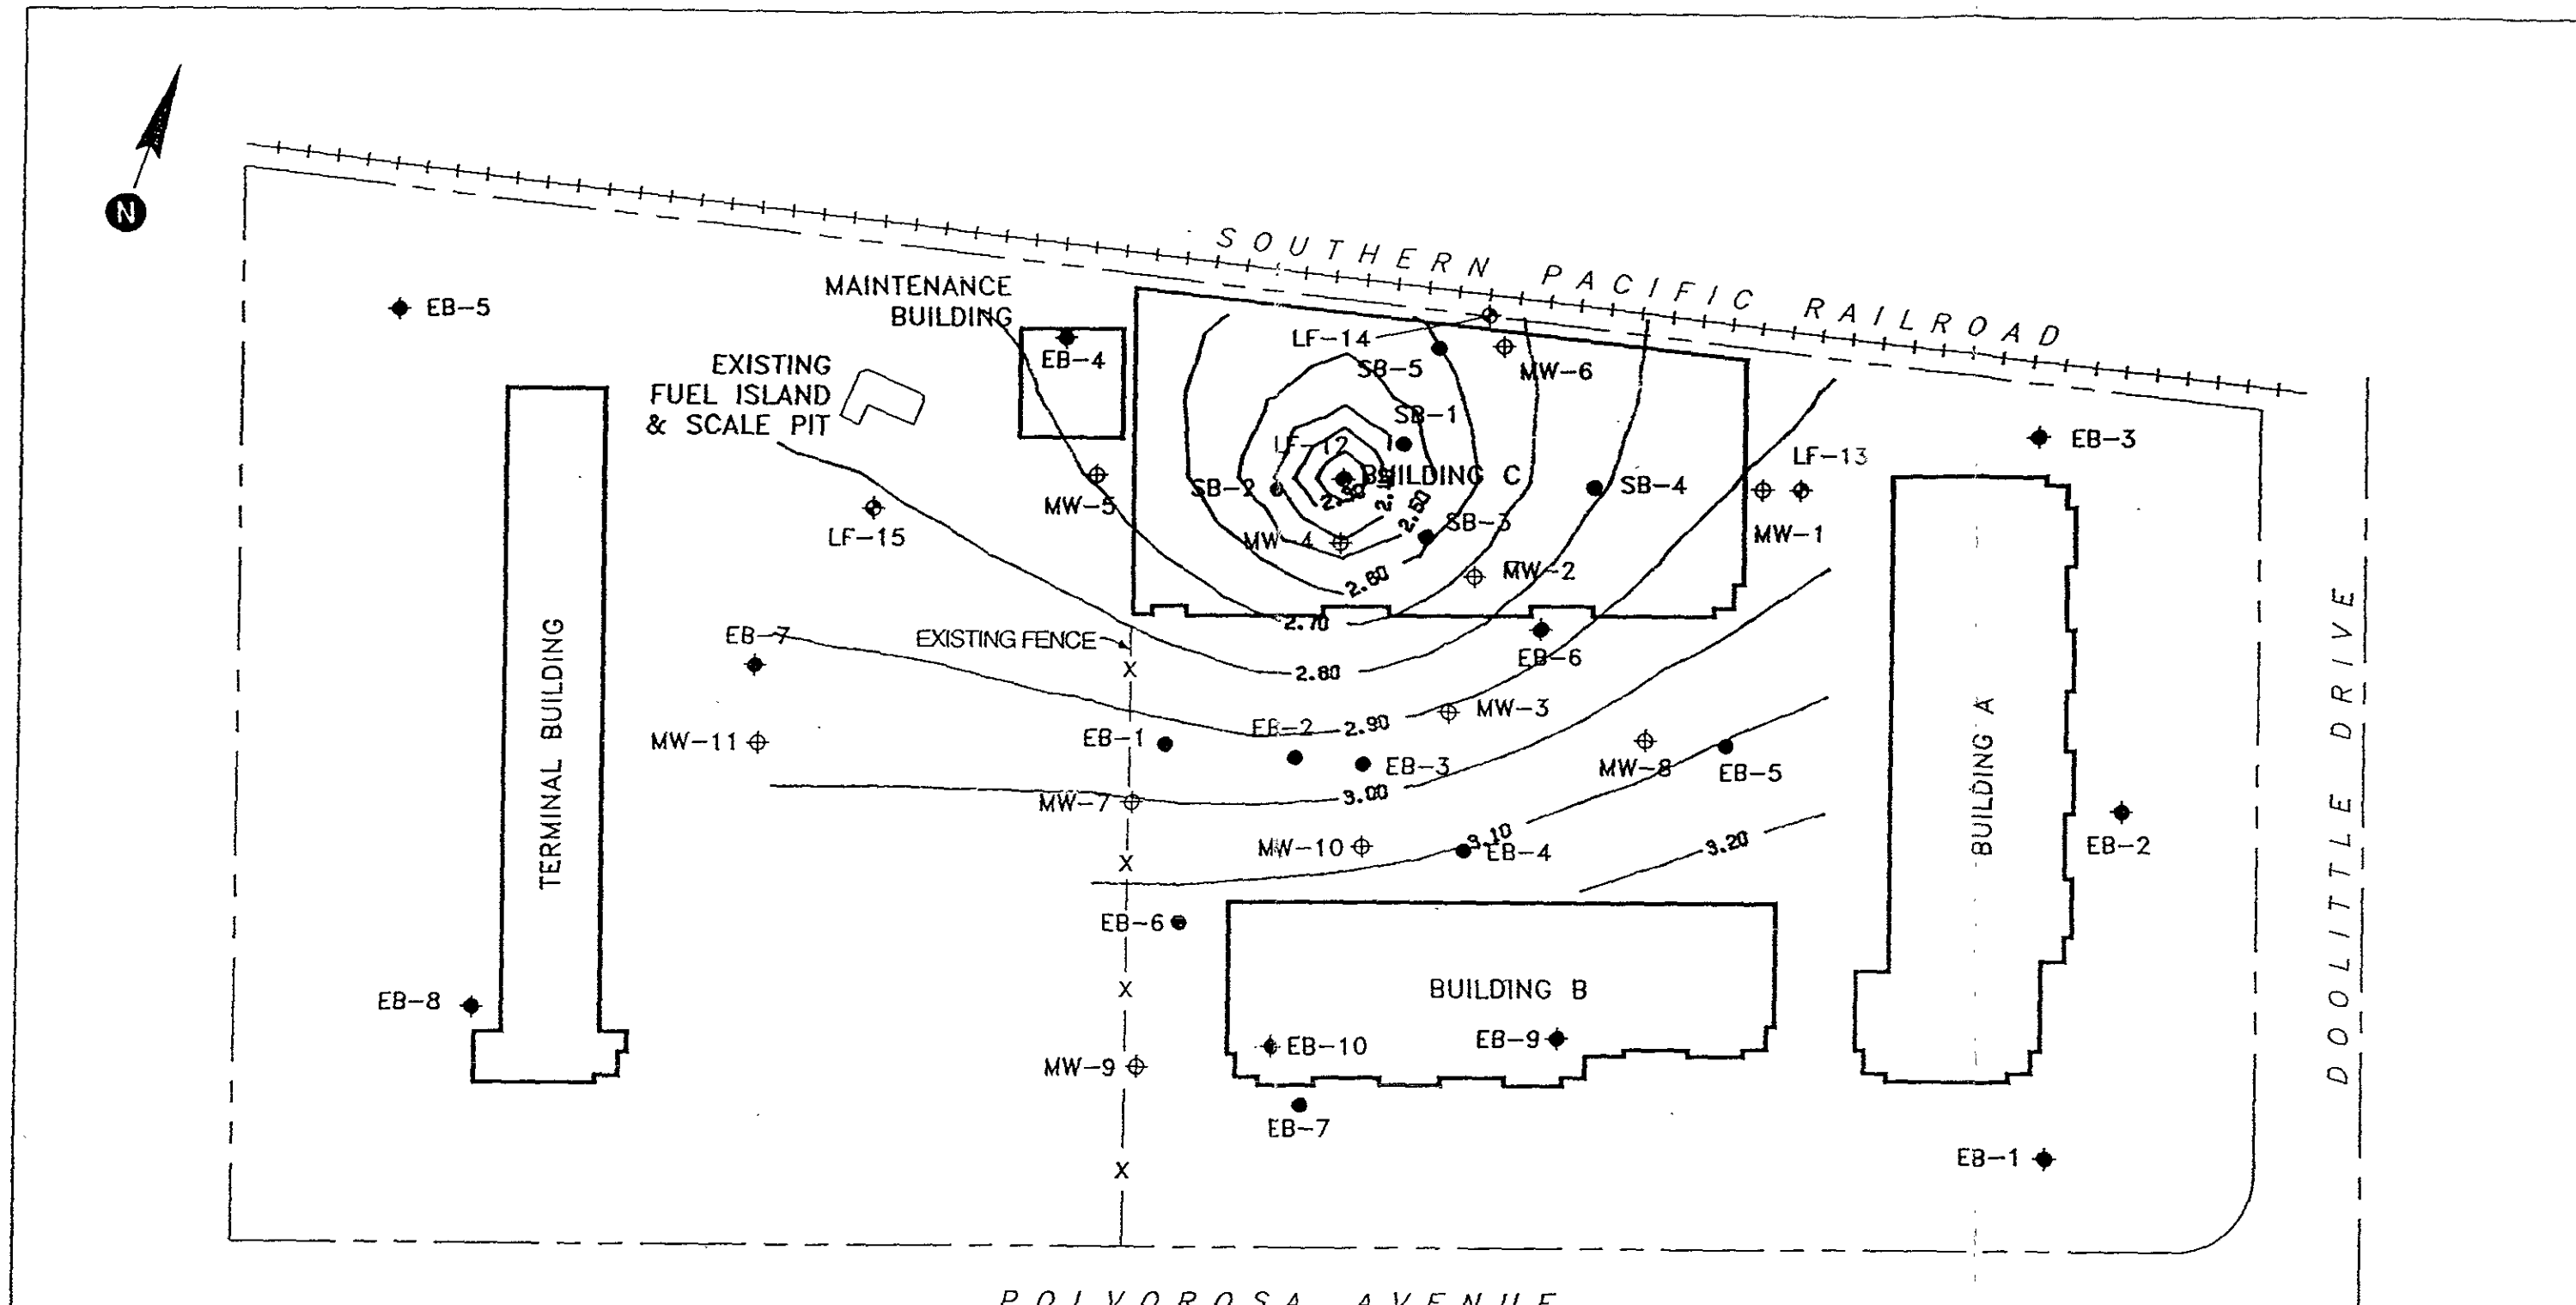 N
SOUTHERN PACIFIC RAILROAD
MAINTENANCE
BUILDING
EB-5
EB-4
LF-14
MW-6
SB-5
EXISTING
FUEL ISLAND
& SCALE PIT
SB-1
LF-12
EB-3
LF-13
BUILDING C
SB-2
SB-4
MW-5
2.50
SB-3
LF-15
MW-4
MW-1
2.60
MW-2
2.70
EB-7
EXISTING FENCE
X
EB-6
2.80
MW-3
2.90
EB-2
EB-1
MW-11
EB-3
MW-8
EB-5
3.00
MW-7
TERMINAL BUILDING
BUILDING A
DOOLITTLE DRIVE
3.10
3.20
MW-10
EB-4
EB-2
X
EB-6
EB-8
X
BUILDING B
EB-10
EB-9
MW-9
EB-7
EB-1
X
POLVOROSA AVENUE